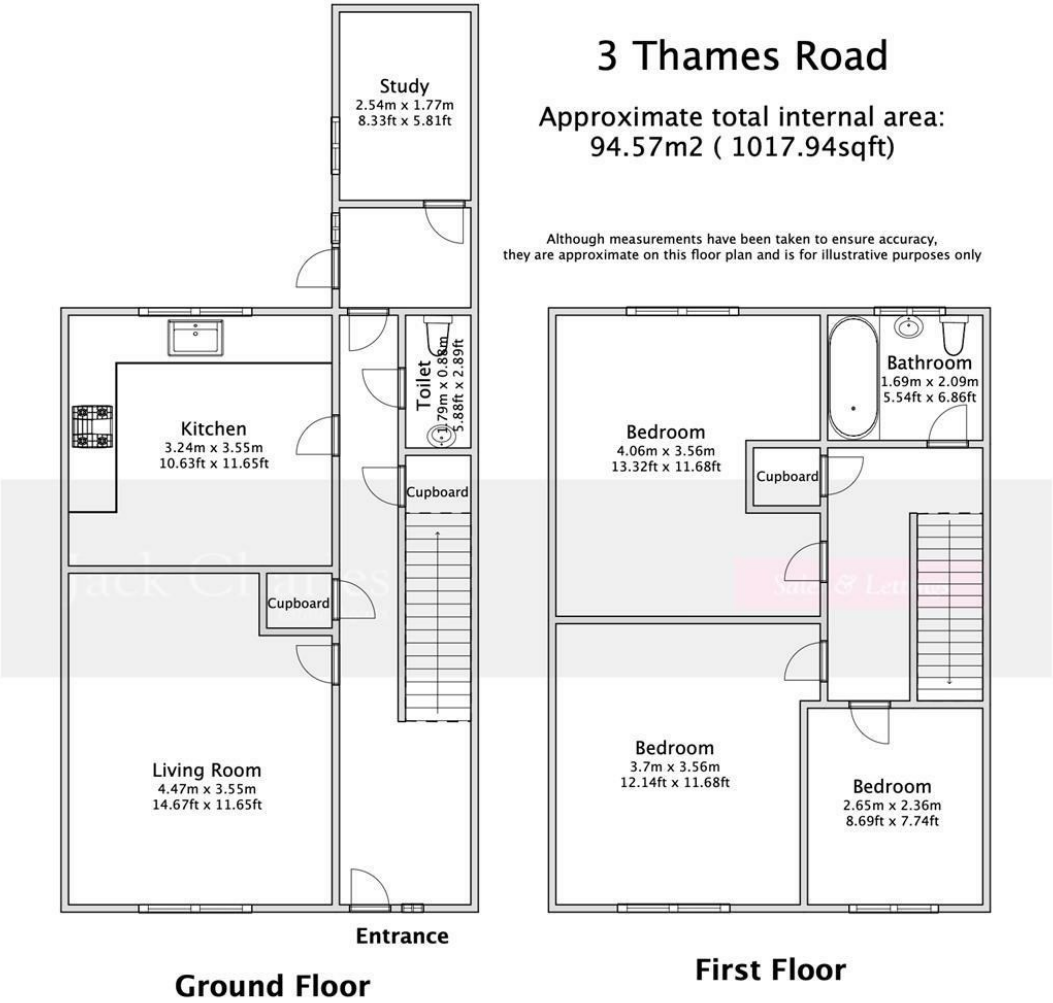 3 Thames Road
Approximate total internal area:
94.57m2 ( 1017.94sqft)
Although measurements have been taken to ensure accuracy,
they are approximate on this floor plan and is for illustrative purposes only
Study
2.54m x 1.77m
8.33ft x 5.81ft
Toilet
1.79m x 0.88m
5.88ft x 2.89ft
Kitchen
3.24m x 3.55m
10.63ft x 11.65ft
Cupboard
Cupboard
Living Room
4.47m x 3.55m
14.67ft x 11.65ft
Entrance
Ground Floor
Bathroom
1.69m x 2.09m
5.54ft x 6.86ft
Bedroom
4.06m x 3.56m
13.32ft x 11.68ft
Cupboard
Bedroom
3.7m x 3.56m
12.14ft x 11.68ft
Bedroom
2.65m x 2.36m
8.69ft x 7.74ft
First Floor
Jack Charles
Sales & Lettings